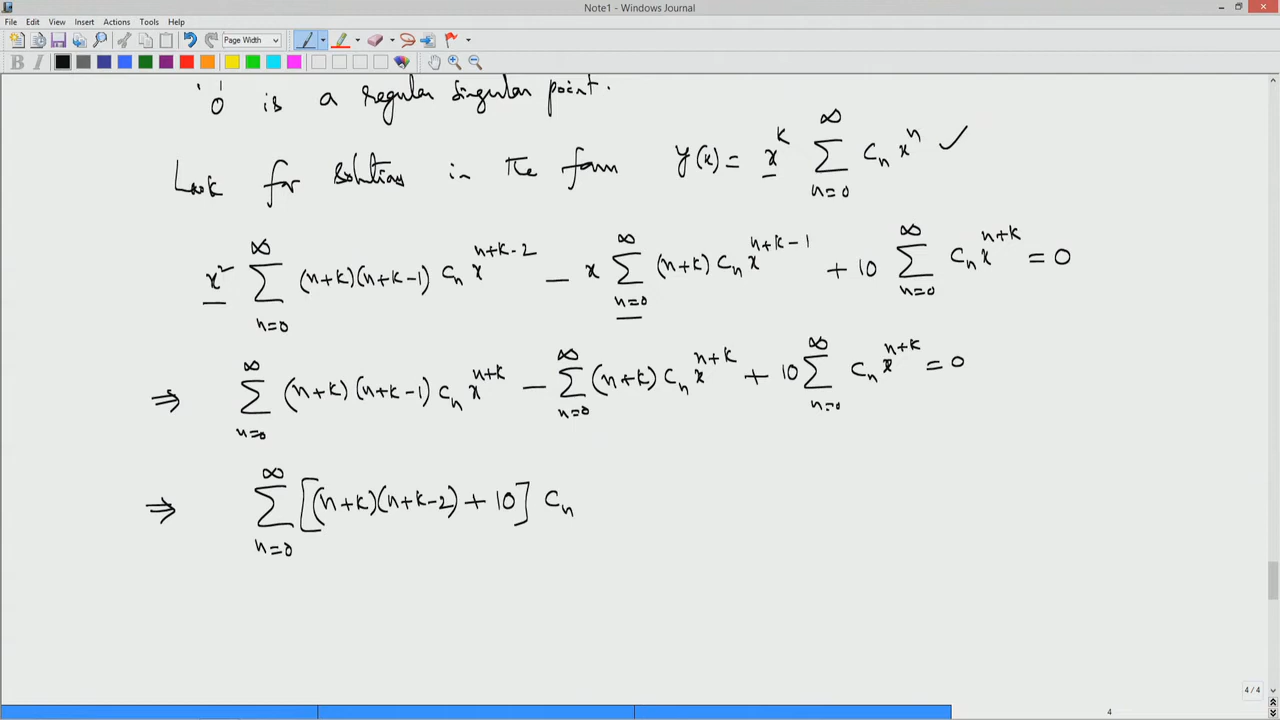 Note1 - Windows Journal
File Edit View Insert Actions Tools Help
Page Width
B I
'0' is a regular singular point.
Look for solutions in the form y(x) = x^k ∑_{n=0}^{∞} c_n x^n ✓
x^2 ∑_{n=0}^{∞} (n+k)(n+k-1) c_n x^{n+k-2} - x ∑_{n=0}^{∞} (n+k) c_n x^{n+k-1} + 10 ∑_{n=0}^{∞} c_n x^{n+k} = 0
⇒ ∑_{n=0}^{∞} (n+k)(n+k-1) c_n x^{n+k} - ∑_{n=0}^{∞} (n+k) c_n x^{n+k} + 10 ∑_{n=0}^{∞} c_n x^{n+k} = 0
⇒ ∑_{n=0}^{∞} [(n+k)(n+k-2) + 10] c_n
4/4
4